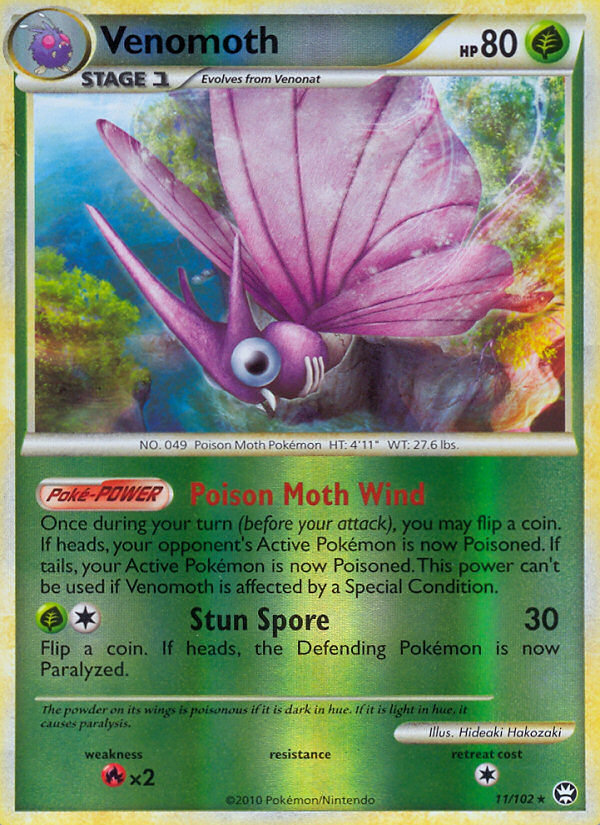 Venomoth
HP 80
STAGE 1
Evolves from Venonat
NO. 049 Poison Moth Pokémon HT: 4'11" WT: 27.6 lbs.
Poké-POWER Poison Moth Wind
Once during your turn (before your attack), you may flip a coin.
If heads, your opponent's Active Pokémon is now Poisoned. If
tails, your Active Pokémon is now Poisoned. This power can't
be used if Venomoth is affected by a Special Condition.
Stun Spore 30
Flip a coin. If heads, the Defending Pokémon is now
Paralyzed.
The powder on its wings is poisonous if it is dark in hue. If it is light in hue, it
causes paralysis.
Illus. Hideaki Hakozaki
weakness resistance retreat cost
×2
©2010 Pokémon/Nintendo 11/102 ★